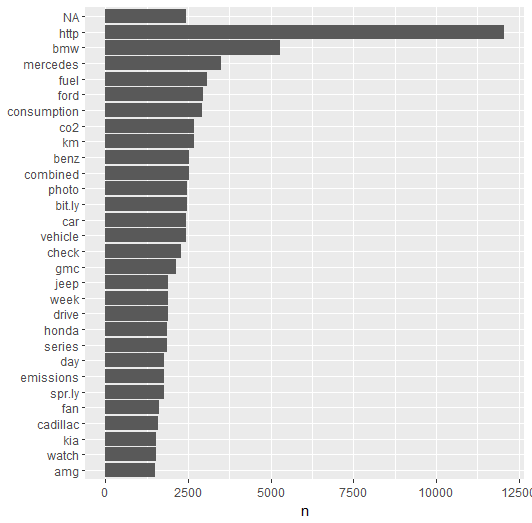 NA
http
bmw
mercedes
fuel
ford
consumption
co2
km
benz
combined
photo
bit.ly
car
vehicle
check
gmc
jeep
week
drive
honda
series
day
emissions
spr.ly
fan
cadillac
kia
watch
amg
0 2500 5000 7500 10000 12500
n